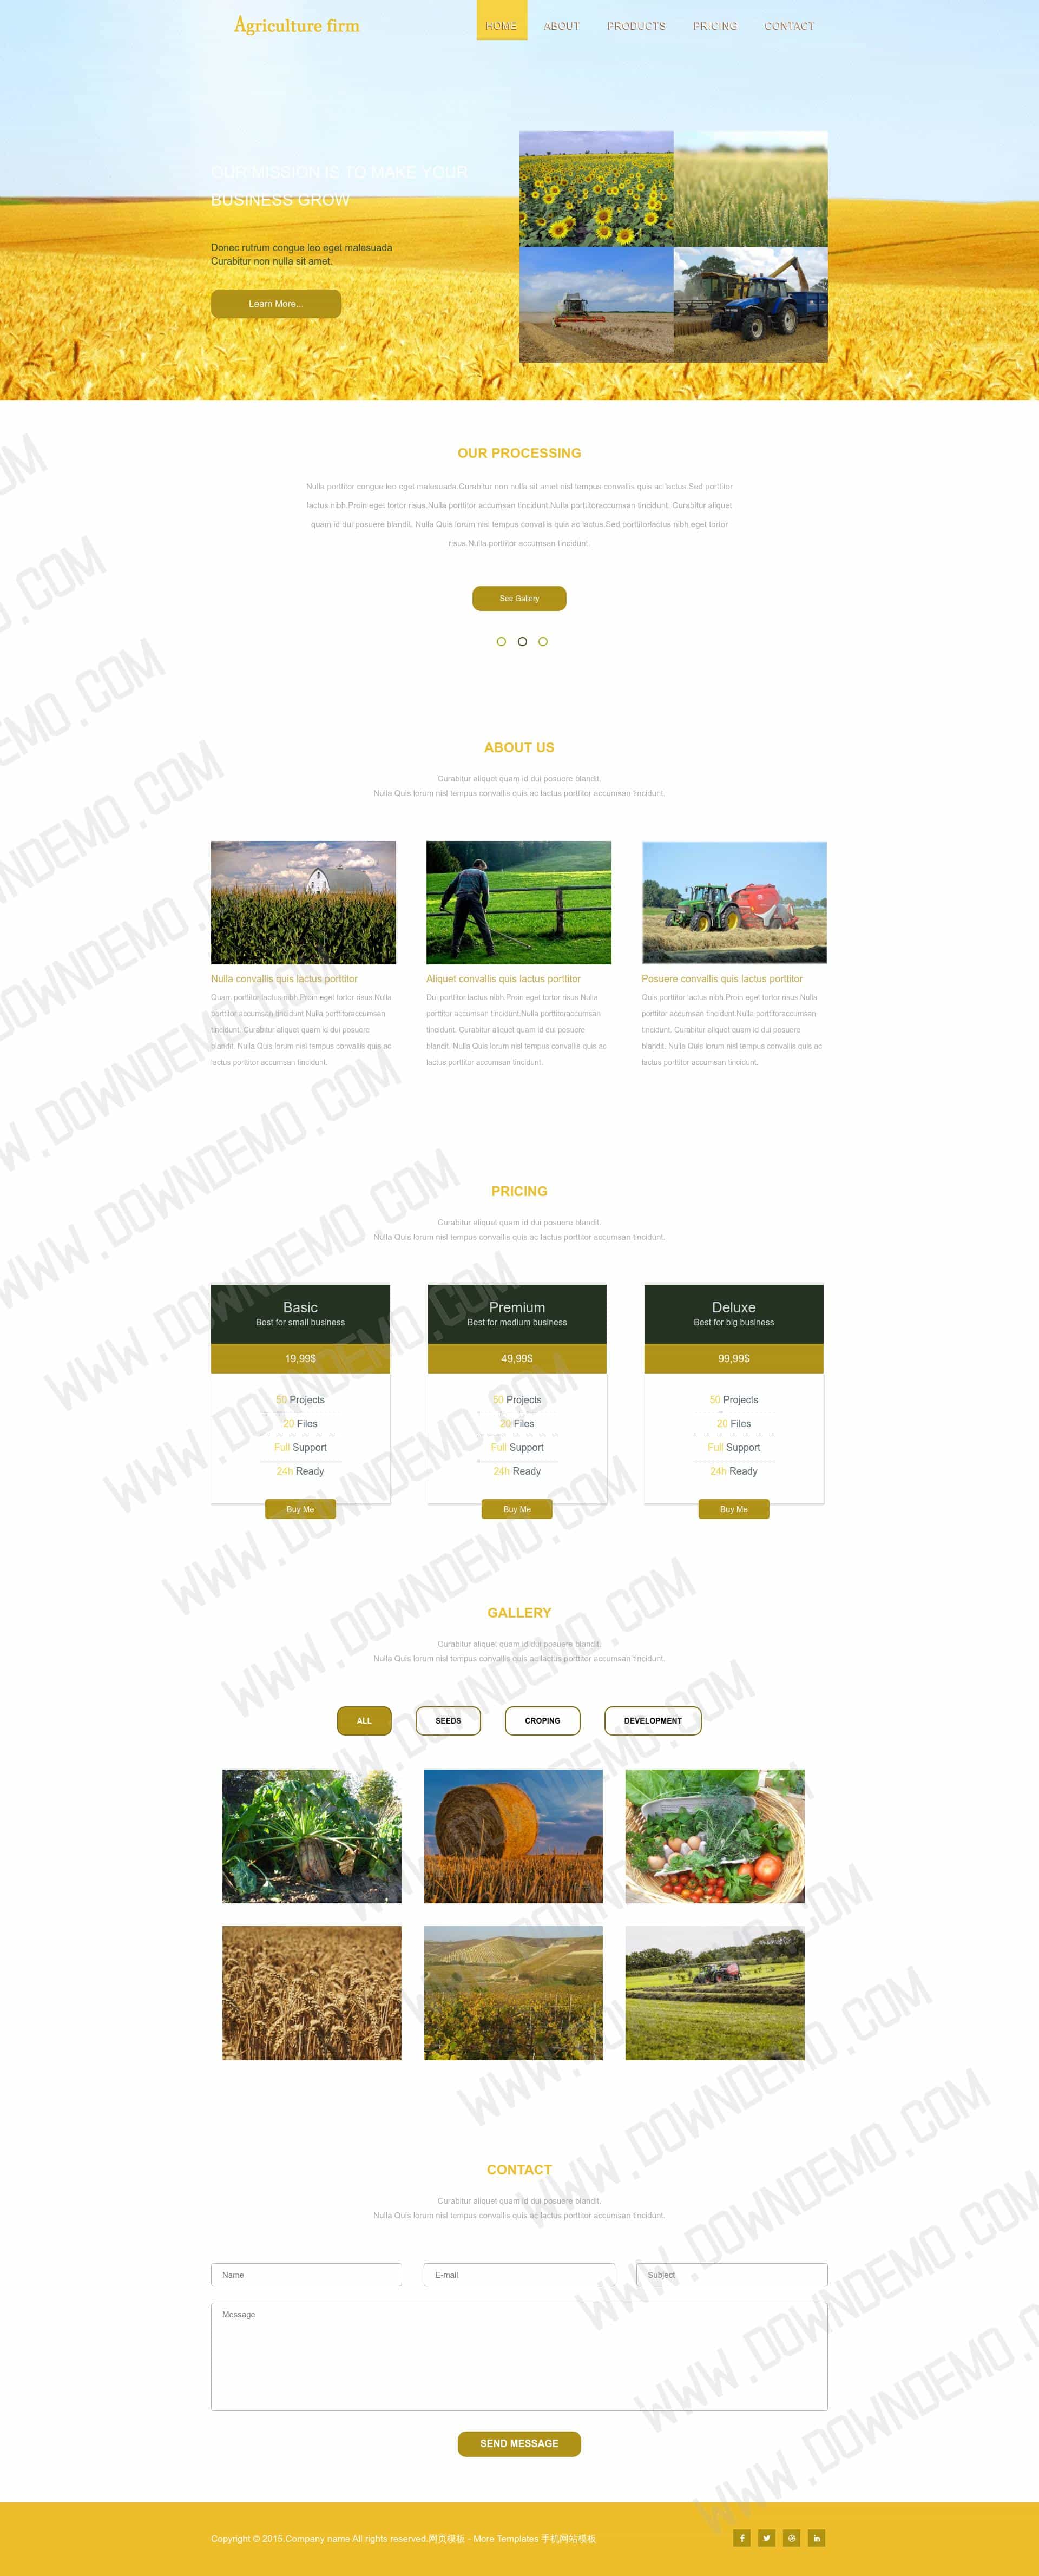 Agriculture firm
HOME ABOUT PRODUCTS PRICING CONTACT
OUR MISSION IS TO MAKE YOUR
BUSINESS GROW
Donec rutrum congue leo eget malesuada
Curabitur non nulla sit amet.
Learn More...
OUR PROCESSING
Nulla porttitor congue leo eget malesuada.Curabitur non nulla sit amet nisl tempus convallis quis ac lactus.Sed porttitor
lactus nibh.Proin eget tortor risus.Nulla porttitor accumsan tincidunt.Nulla porttitoraccumsan tincidunt. Curabitur aliquet
quam id dui posuere blandit. Nulla Quis lorum nisl tempus convallis quis ac lactus.Sed porttitorlactus nibh eget tortor
risus.Nulla porttitor accumsan tincidunt.
See Gallery
ABOUT US
Curabitur aliquet quam id dui posuere blandit.
Nulla Quis lorum nisl tempus convallis quis ac lactus porttitor accumsan tincidunt.
Nulla convallis quis lactus porttitor
Quam porttitor lactus nibh.Proin eget tortor risus.Nulla
porttitor accumsan tincidunt.Nulla porttitoraccumsan
tincidunt. Curabitur aliquet quam id dui posuere
blandit. Nulla Quis lorum nisl tempus convallis quis ac
lactus porttitor accumsan tincidunt.
Aliquet convallis quis lactus porttitor
Dui porttitor lactus nibh.Proin eget tortor risus.Nulla
porttitor accumsan tincidunt.Nulla porttitoraccumsan
tincidunt. Curabitur aliquet quam id dui posuere
blandit. Nulla Quis lorum nisl tempus convallis quis ac
lactus porttitor accumsan tincidunt.
Posuere convallis quis lactus porttitor
Quis porttitor lactus nibh.Proin eget tortor risus.Nulla
porttitor accumsan tincidunt.Nulla porttitoraccumsan
tincidunt. Curabitur aliquet quam id dui posuere
blandit. Nulla Quis lorum nisl tempus convallis quis ac
lactus porttitor accumsan tincidunt.
PRICING
Curabitur aliquet quam id dui posuere blandit.
Nulla Quis lorum nisl tempus convallis quis ac lactus porttitor accumsan tincidunt.
Basic
Best for small business
19,99$
50 Projects
20 Files
Full Support
24h Ready
Buy Me
Premium
Best for medium business
49,99$
50 Projects
20 Files
Full Support
24h Ready
Buy Me
Deluxe
Best for big business
99,99$
50 Projects
20 Files
Full Support
24h Ready
Buy Me
GALLERY
Curabitur aliquet quam id dui posuere blandit.
Nulla Quis lorum nisl tempus convallis quis ac lactus porttitor accumsan tincidunt.
ALL SEEDS CROPING DEVELOPMENT
CONTACT
Curabitur aliquet quam id dui posuere blandit.
Nulla Quis lorum nisl tempus convallis quis ac lactus porttitor accumsan tincidunt.
Name E-mail Subject
Message
SEND MESSAGE
Copyright © 2015.Company name All rights reserved.网页模板 - More Templates 手机网站模板
WWW.DOWNDEMO.COM